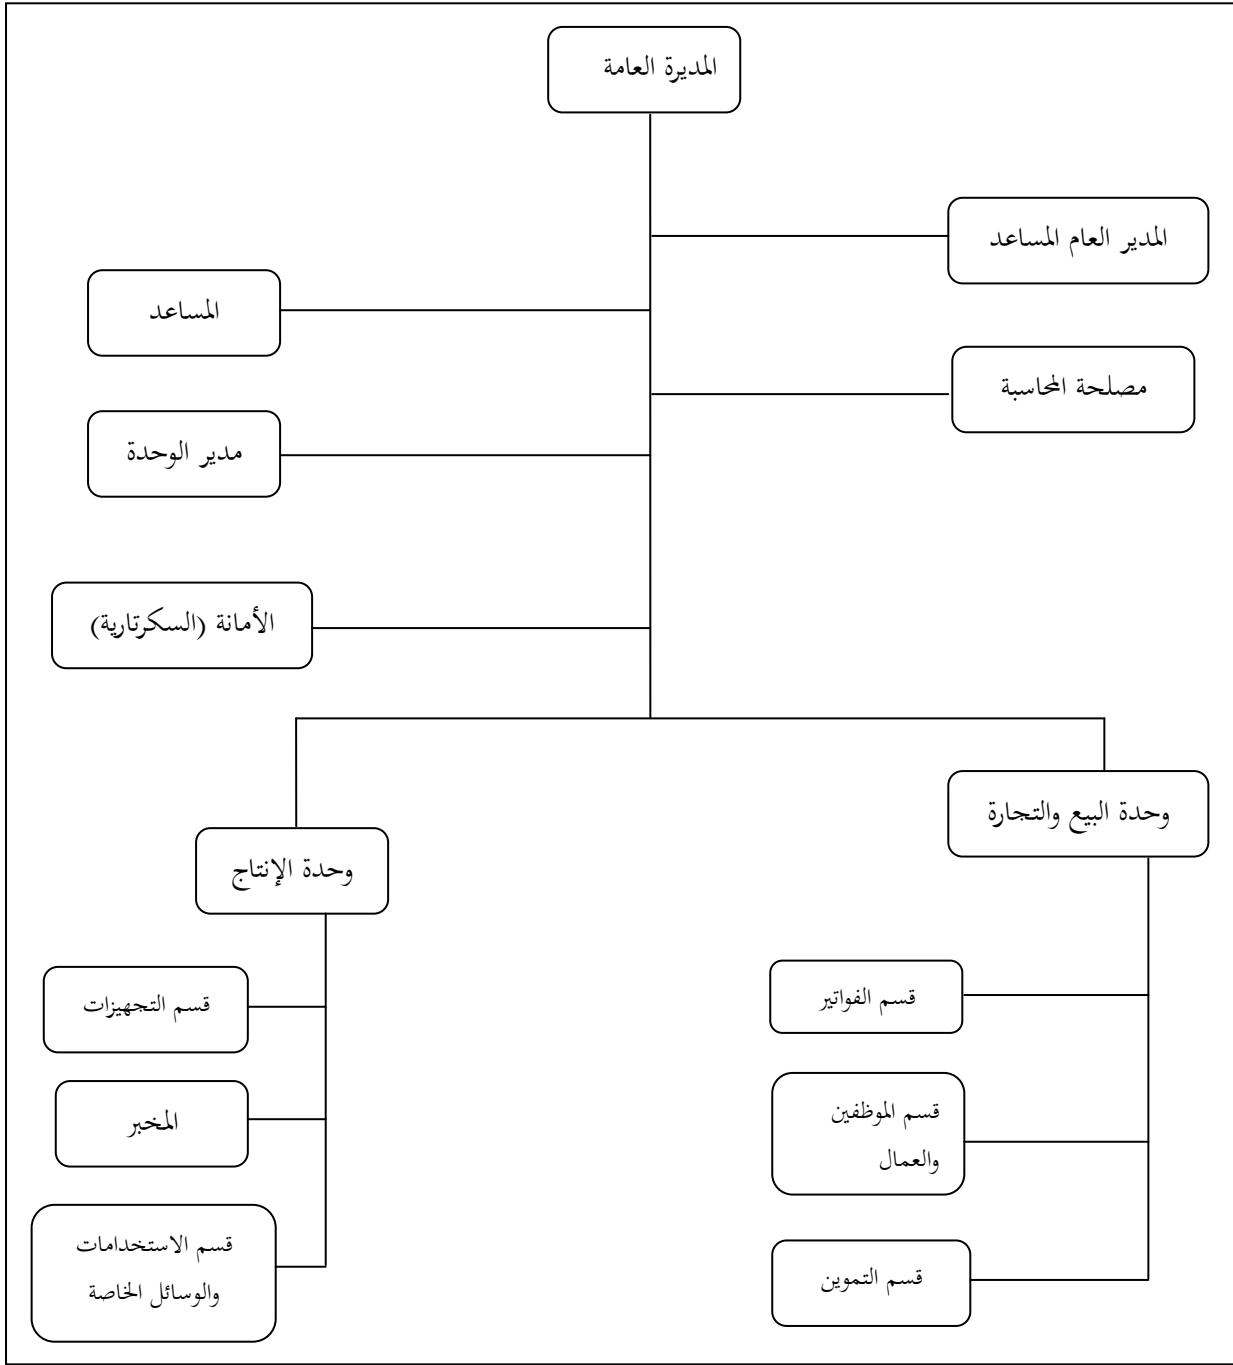 المديرة العامة
المدير العام المساعد
المساعد
مصلحة المحاسبة
مدير الوحدة
الأمانة (السكرتارية)
وحدة البيع والتجارة
وحدة الإنتاج
قسم الفواتير
قسم التجهيزات
قسم الموظفين
والعمال
المخبر
قسم التموين
قسم الاستخدامات
والوسائل الخاصة